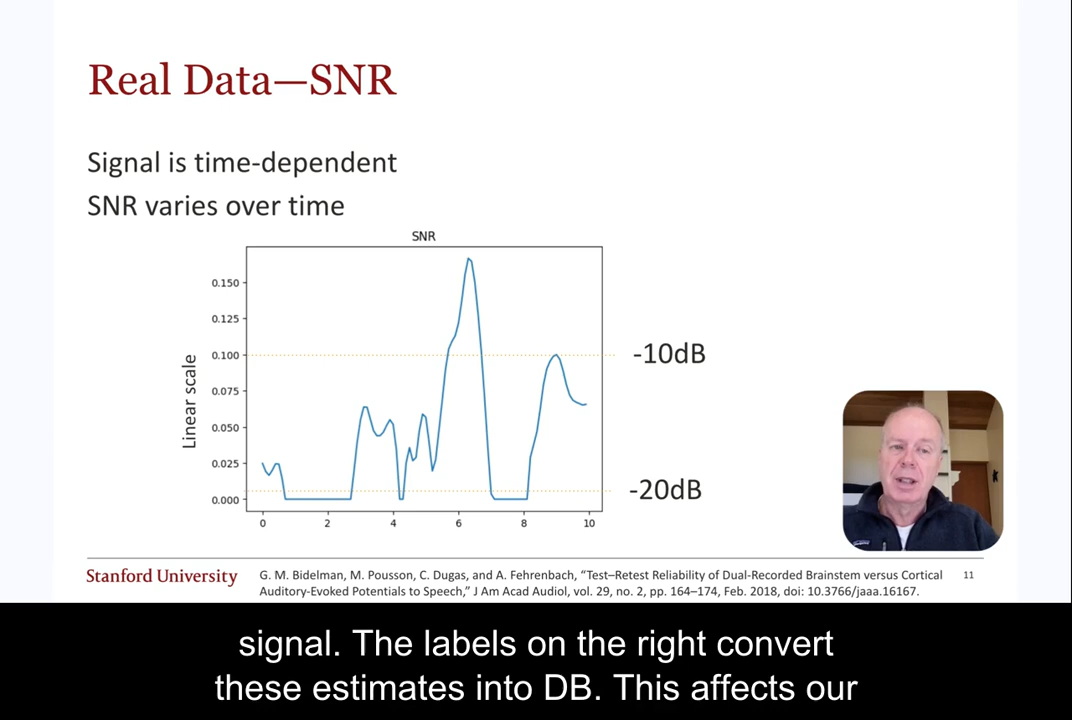 Real Data—SNR
Signal is time-dependent
SNR varies over time
SNR
0.150
0.125
0.100
0.075
0.050
0.025
0.000
Linear scale
-10dB
-20dB
0 2 4 6 8 10
Stanford University
G. M. Bidelman, M. Pousson, C. Dugas, and A. Fehrenbach, “Test–Retest Reliability of Dual-Recorded Brainstem versus Cortical
Auditory-Evoked Potentials to Speech,” J Am Acad Audiol, vol. 29, no. 2, pp. 164–174, Feb. 2018, doi: 10.3766/jaaa.16167.
11
signal. The labels on the right convert
these estimates into DB. This affects our